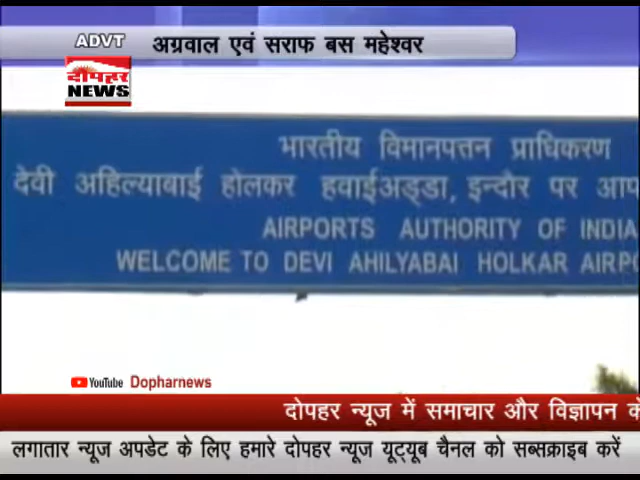 ADVT
अग्रवाल एवं सराफ बस महेश्वर
दोपहर
NEWS
भारतीय विमानपत्तन प्राधिकरण
देवी अहिल्याबाई होलकर हवाईअड्डा, इन्दौर पर आप
AIRPORTS AUTHORITY OF INDIA
WELCOME TO DEVI AHILYABAI HOLKAR AIRPO
YouTube Dopharnews
दोपहर न्यूज में समाचार और विज्ञापन के
लगातार न्यूज अपडेट के लिए हमारे दोपहर न्यूज यूट्यूब चैनल को सब्सक्राइब करें